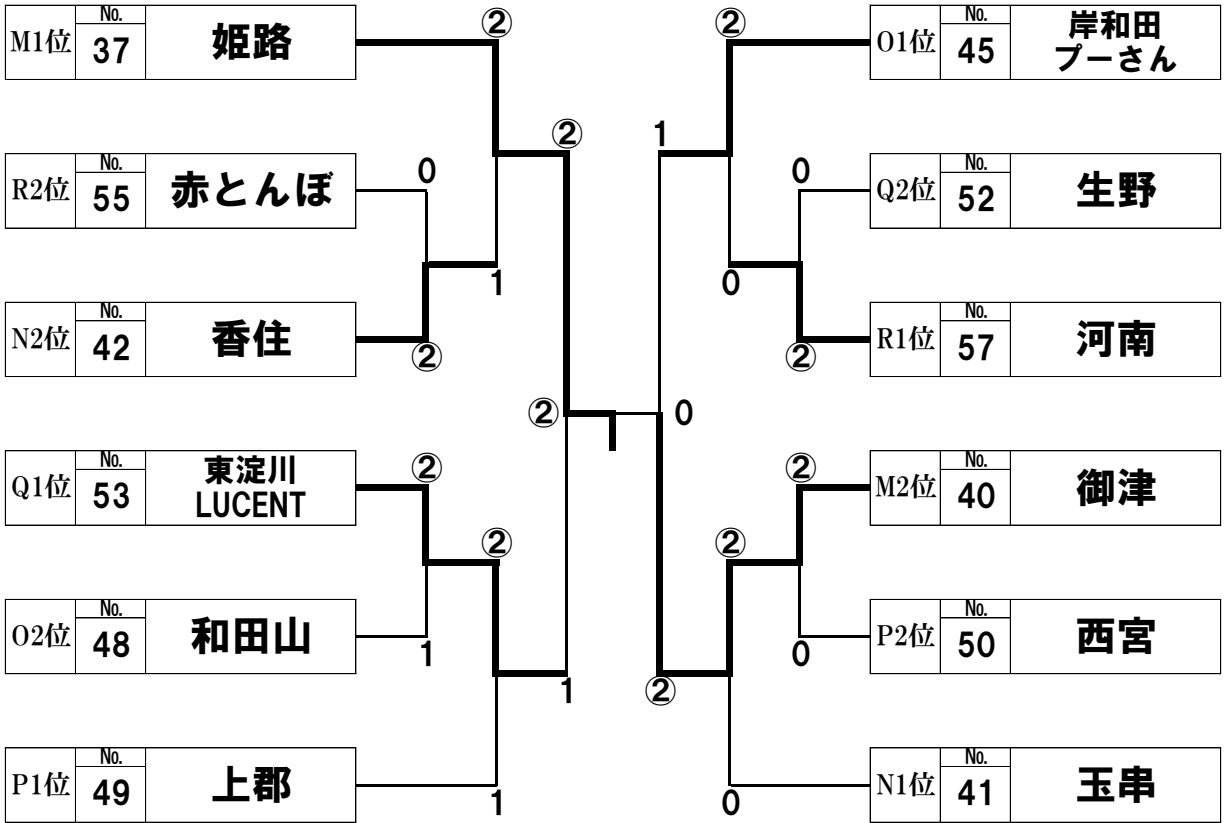 M1位
No.
37
姫路
R2位
No.
55
赤とんぼ
N2位
No.
42
香住
Q1位
No.
53
東淀川
LUCENT
O2位
No.
48
和田山
P1位
No.
49
上郡
②
0
1
②
②
1
②
1
1
②
②
②
1
0
0
②
0
②
②
0
②
0
O1位
No.
45
岸和田
プーさん
Q2位
No.
52
生野
R1位
No.
57
河南
M2位
No.
40
御津
P2位
No.
50
西宮
N1位
No.
41
玉串